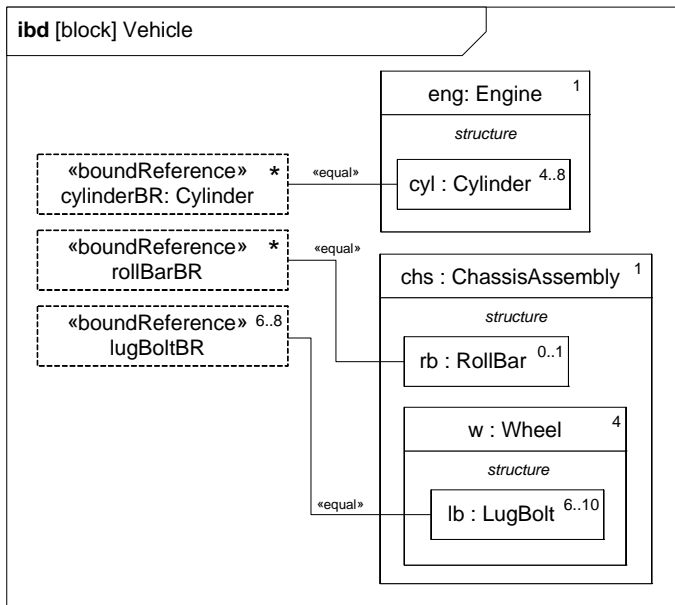 ibd [block] Vehicle
eng: Engine 1
structure
«boundReference» *
cylinderBR: Cylinder
«equal»
cyl : Cylinder 4..8
«boundReference» *
rollBarBR
«equal»
chs : ChassisAssembly 1
structure
«boundReference» 6..8
lugBoltBR
rb : RollBar 0..1
w : Wheel 4
structure
«equal»
lb : LugBolt 6..10